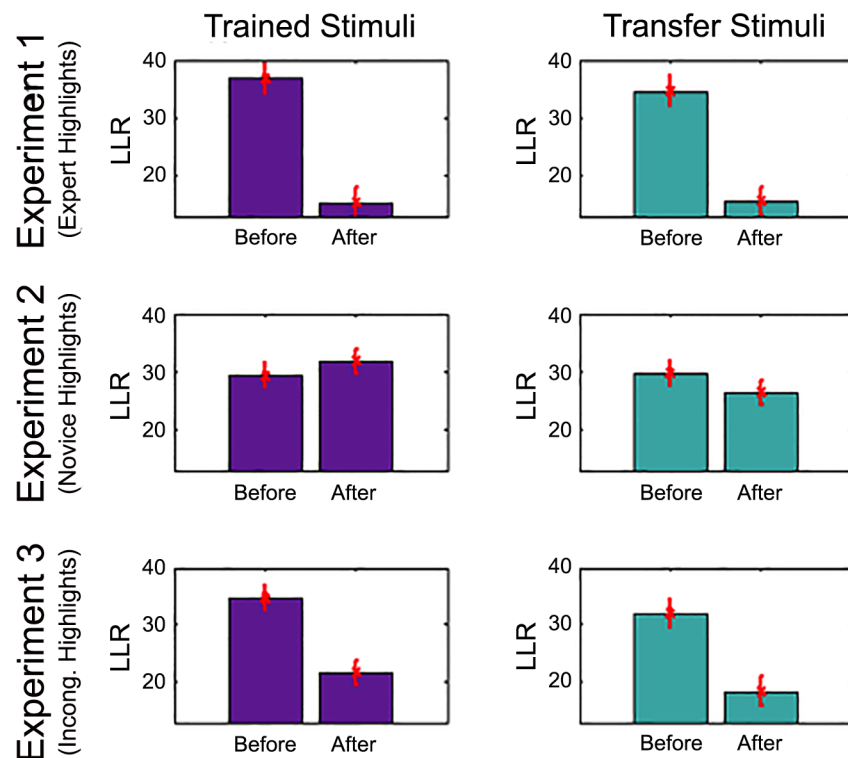 Trained Stimuli
Transfer Stimuli
Experiment 1
(Expert Highlights)
LLR
40
30
20
Before After
LLR
40
30
20
Before After
Experiment 2
(Novice Highlights)
LLR
40
30
20
Before After
LLR
40
30
20
Before After
Experiment 3
(Incong. Highlights)
LLR
40
30
20
Before After
LLR
40
30
20
Before After